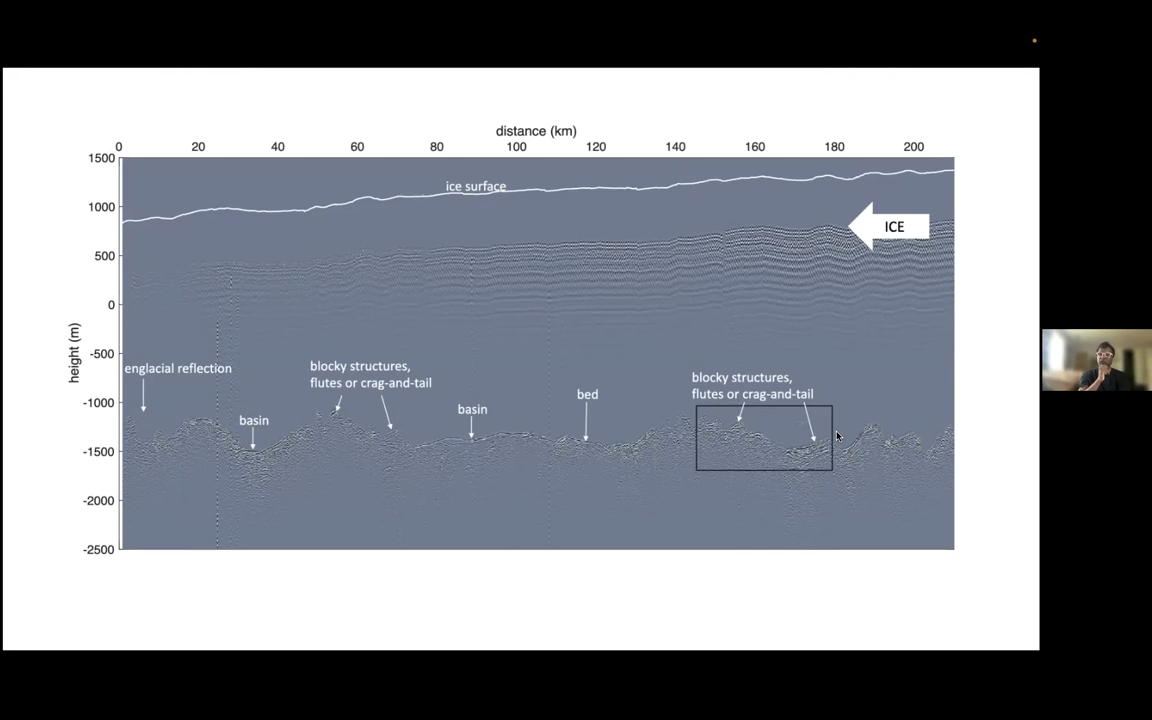 distance (km)
0 20 40 60 80 100 120 140 160 180 200
1500
ice surface
1000
ICE
500
0
height (m)
-500
englacial reflection
blocky structures,
flutes or crag-and-tail
blocky structures,
flutes or crag-and-tail
bed
-1000
basin
basin
-1500
-2000
-2500